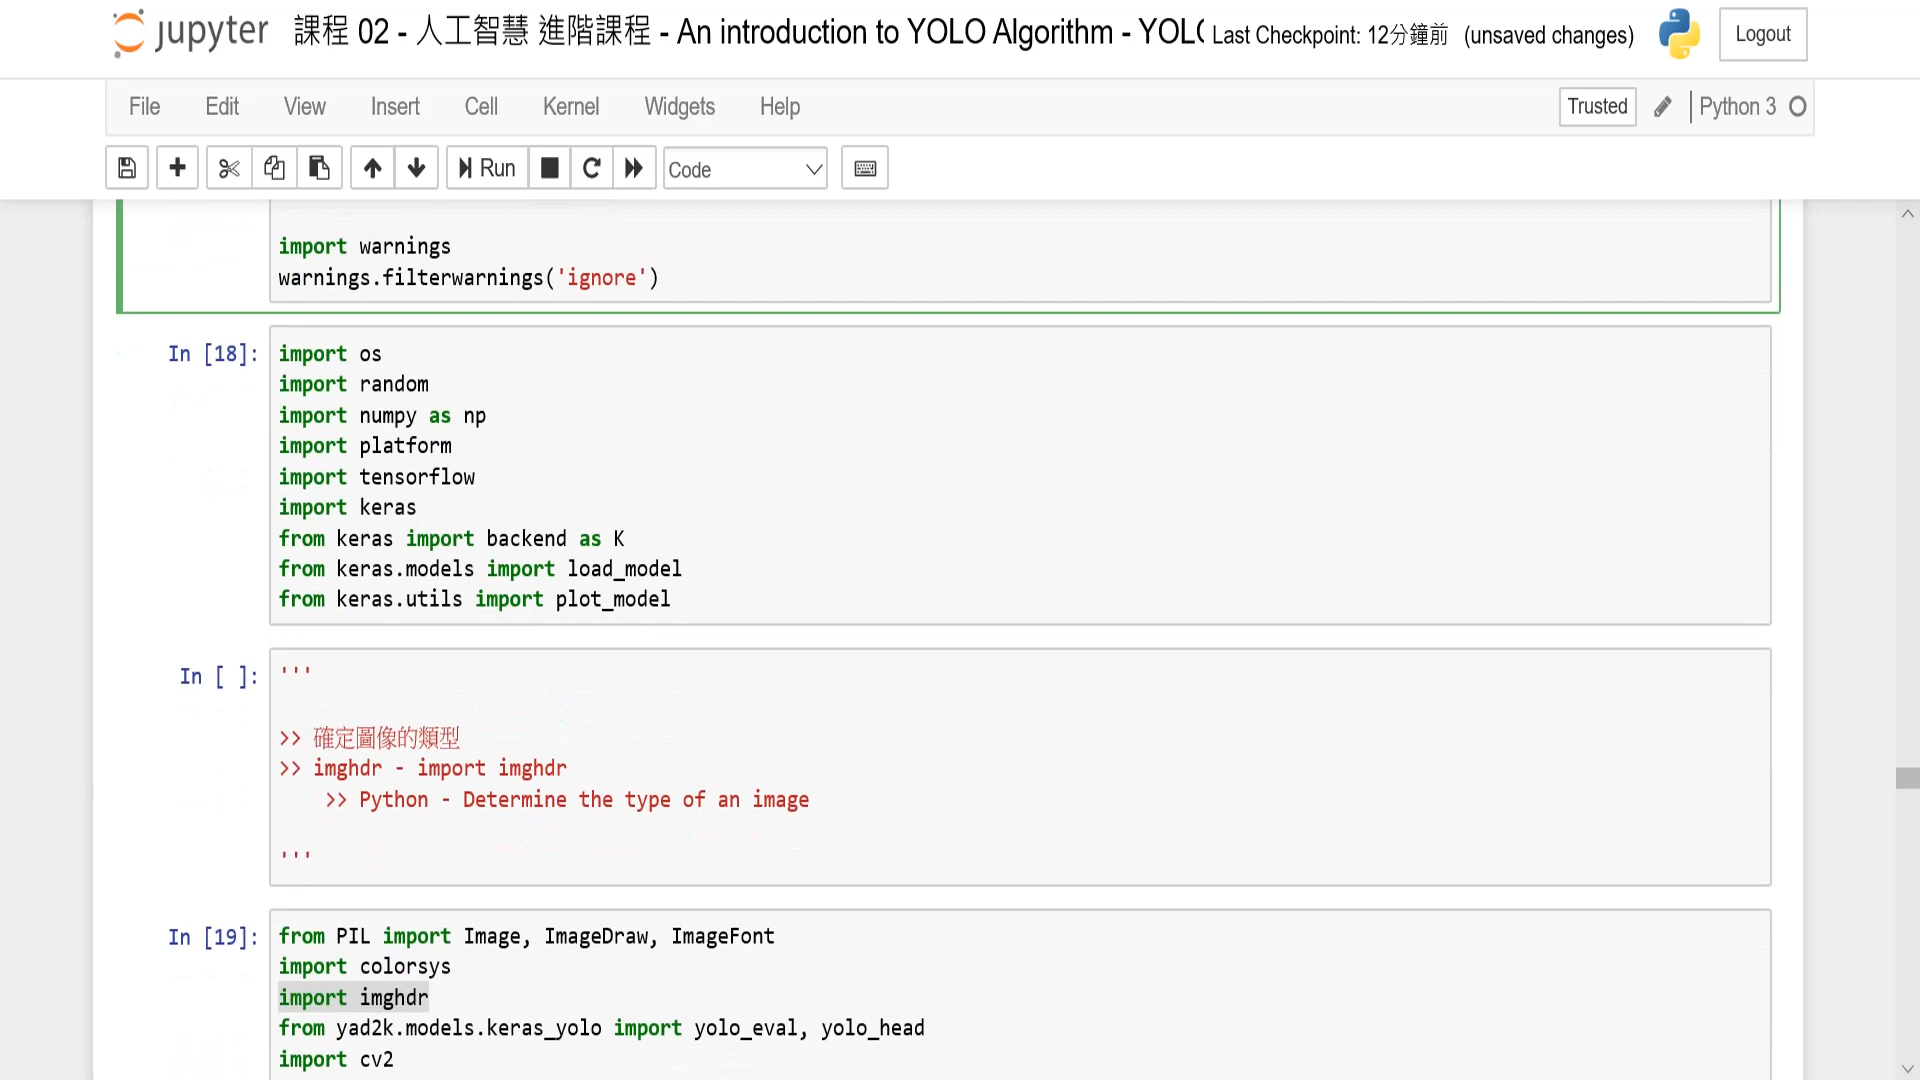 jupyter 課程 02 - 人工智慧 進階課程 - An introduction to YOLO Algorithm - YOLO Last Checkpoint: 12分鐘前 (unsaved changes) Logout
File Edit View Insert Cell Kernel Widgets Help Trusted Python 3
Run Code
import warnings
warnings.filterwarnings('ignore')
In [18]: import os
import random
import numpy as np
import platform
import tensorflow
import keras
from keras import backend as K
from keras.models import load_model
from keras.utils import plot_model
In [ ]: '''
>> 確定圖像的類型
>> imghdr - import imghdr
>> Python - Determine the type of an image
'''
In [19]: from PIL import Image, ImageDraw, ImageFont
import colorsys
import imghdr
from yad2k.models.keras_yolo import yolo_eval, yolo_head
import cv2